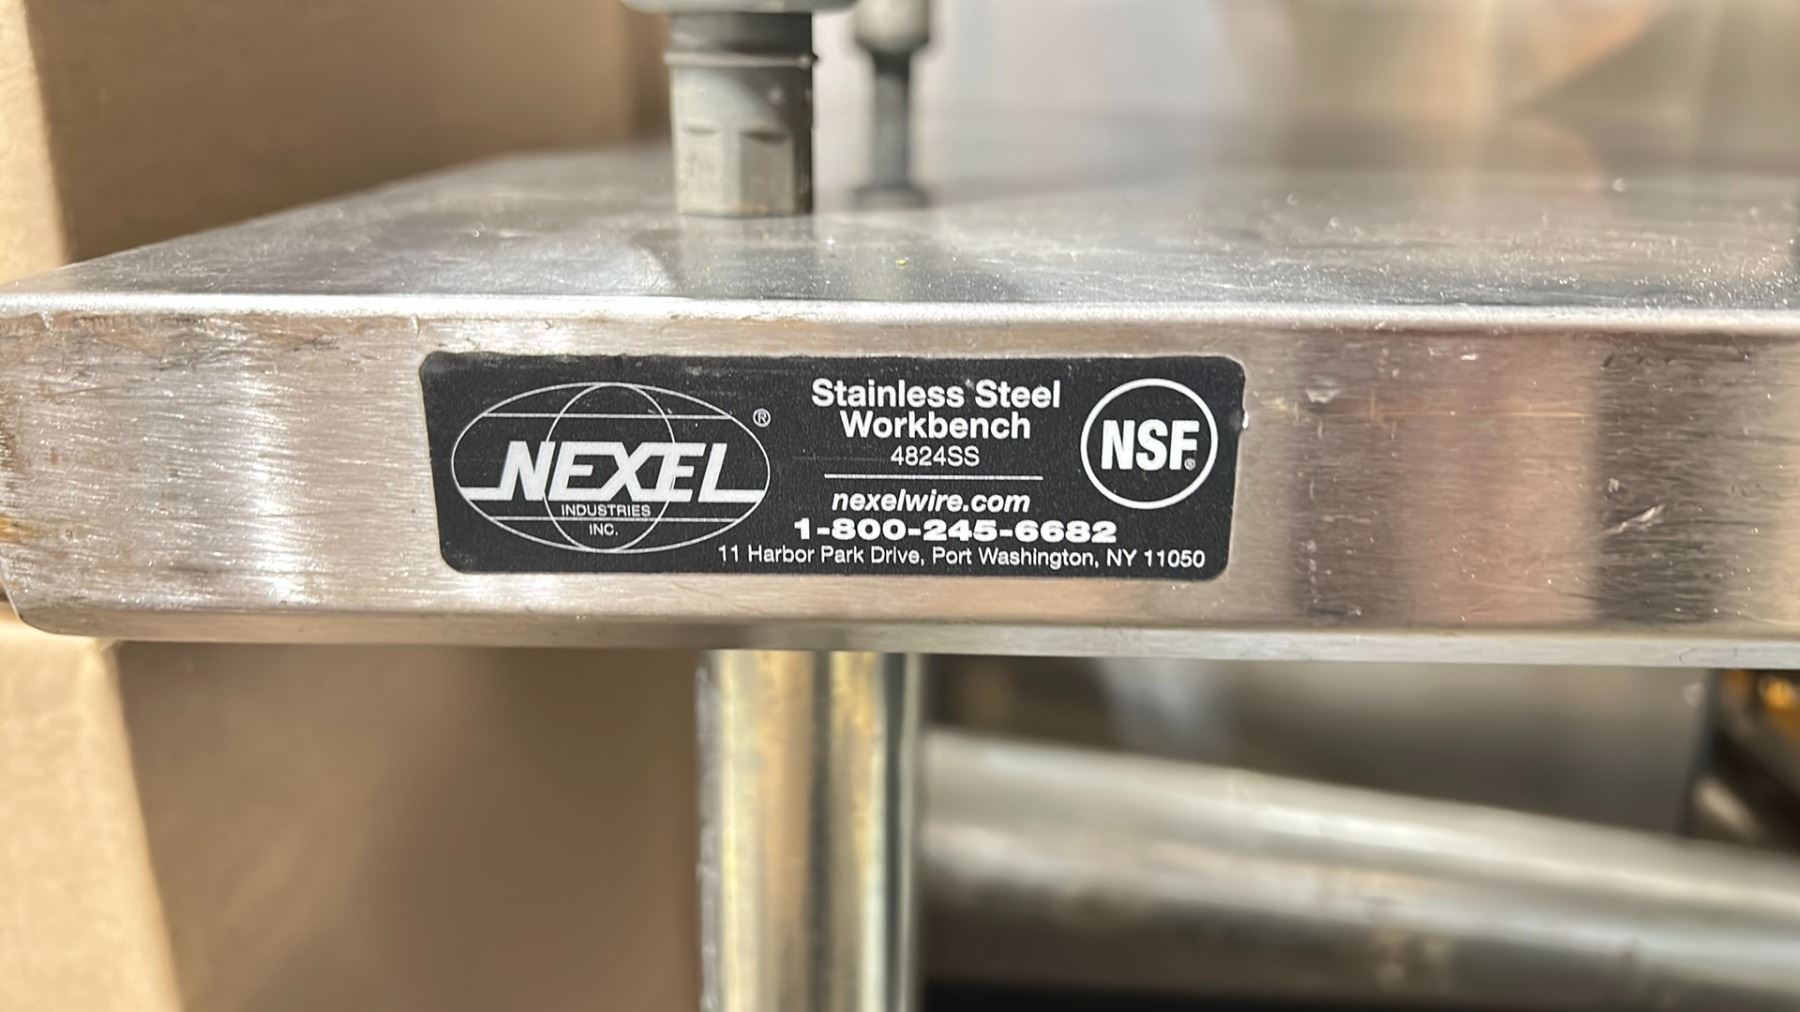 NEXEL®
INDUSTRIES
INC.
Stainless Steel
Workbench
4824SS
nexelwire.com
1-800-245-6682
11 Harbor Park Drive, Port Washington, NY 11050
NSF®